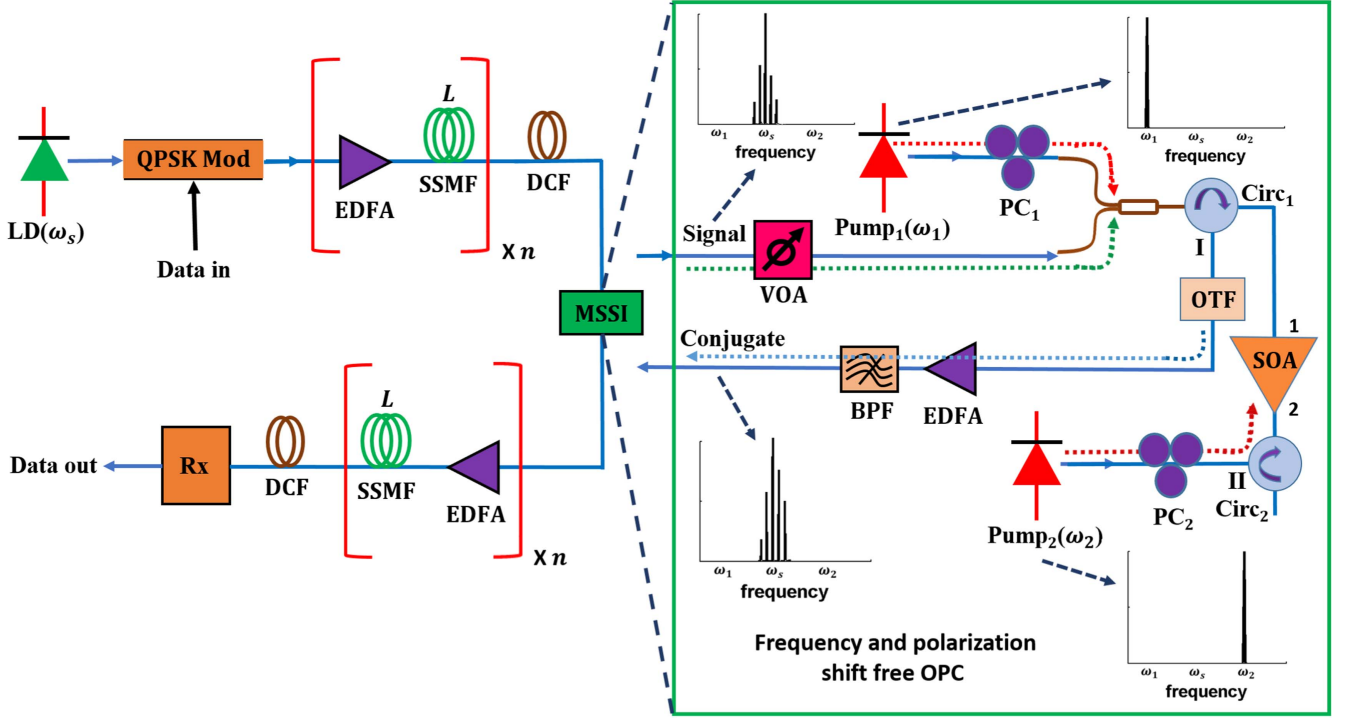 LD(ωₛ)
QPSK Mod
Data in
EDFA
L
SSMF
X n
DCF
MSSI
Data out
Rx
DCF
L
SSMF
EDFA
X n
ω₁ ωₛ ω₂
frequency
Signal
VOA
Pump₁(ω₁)
PC₁
ω₁ ωₛ ω₂
frequency
Circ₁
I
OTF
1
SOA
2
Conjugate
BPF
EDFA
ω₁ ωₛ ω₂
frequency
Pump₂(ω₂)
PC₂
II
Circ₂
ω₁ ωₛ ω₂
frequency
Frequency and polarization
shift free OPC